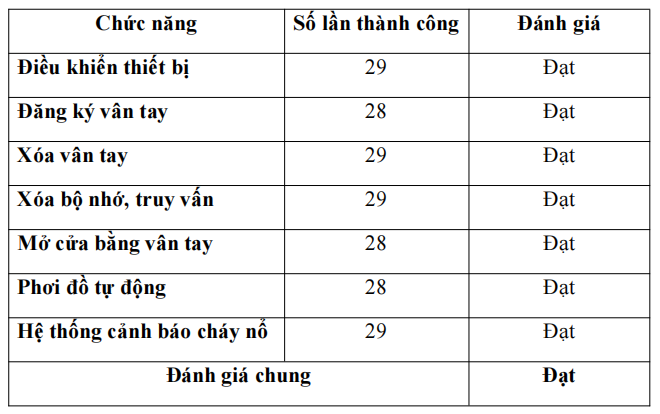 Chức năng Số lần thành công Đánh giá
Điều khiển thiết bị 29 Đạt
Đăng ký vân tay 28 Đạt
Xóa vân tay 29 Đạt
Xóa bộ nhớ, truy vấn 29 Đạt
Mở cửa bằng vân tay 28 Đạt
Phơi đồ tự động 28 Đạt
Hệ thống cảnh báo cháy nổ 29 Đạt
Đánh giá chung Đạt